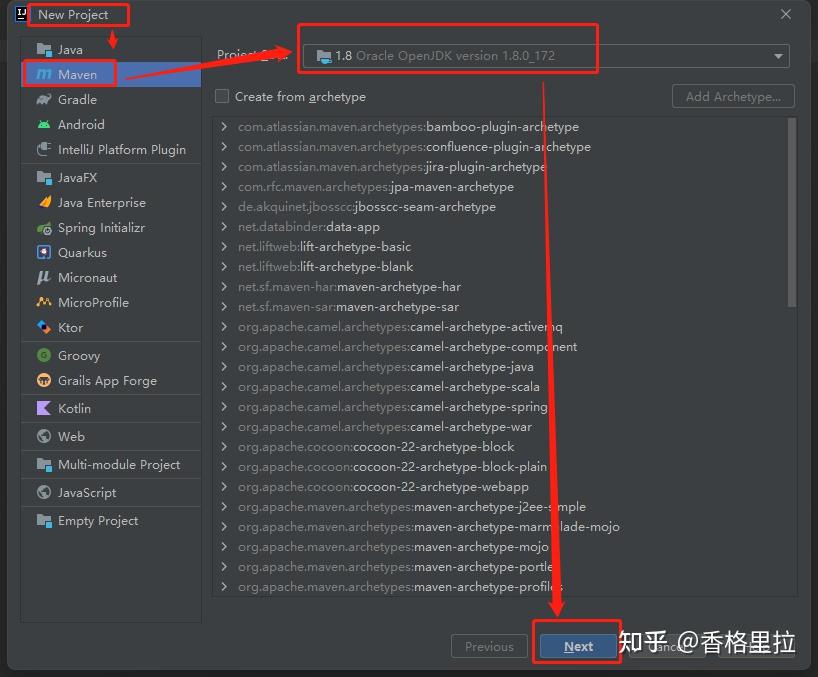 New Project
Java
Maven
Gradle
Android
IntelliJ Platform Plugin
JavaFX
Java Enterprise
Spring Initializr
Quarkus
Micronaut
MicroProfile
Ktor
Groovy
Grails App Forge
Kotlin
Web
Multi-module Project
JavaScript
Empty Project
Project
1.8 Oracle OpenJDK version 1.8.0_172
Create from archetype
Add Archetype...
com.atlassian.maven.archetypes:bamboo-plugin-archetype
com.atlassian.maven.archetypes:confluence-plugin-archetype
com.atlassian.maven.archetypes:jira-plugin-archetype
com.rfc.maven.archetypes:jpa-maven-archetype
de.akquinet.jbosscc:jbosscc-seam-archetype
net.databinder:data-app
net.liftweb:lift-archetype-basic
net.liftweb:lift-archetype-blank
net.sf.maven-har:maven-archetype-har
net.sf.maven-sar:maven-archetype-sar
org.apache.camel.archetypes:camel-archetype-activemq
org.apache.camel.archetypes:camel-archetype-component
org.apache.camel.archetypes:camel-archetype-java
org.apache.camel.archetypes:camel-archetype-scala
org.apache.camel.archetypes:camel-archetype-spring
org.apache.camel.archetypes:camel-archetype-war
org.apache.cocoon:cocoon-22-archetype-block
org.apache.cocoon:cocoon-22-archetype-block-plain
org.apache.cocoon:cocoon-22-archetype-webapp
org.apache.maven.archetypes:maven-archetype-j2ee-simple
org.apache.maven.archetypes:maven-archetype-marmalade-mojo
org.apache.maven.archetypes:maven-archetype-mojo
org.apache.maven.archetypes:maven-archetype-portlet
org.apache.maven.archetypes:maven-archetype-profiles
Previous
Next
Cancel
知乎 @香格里拉